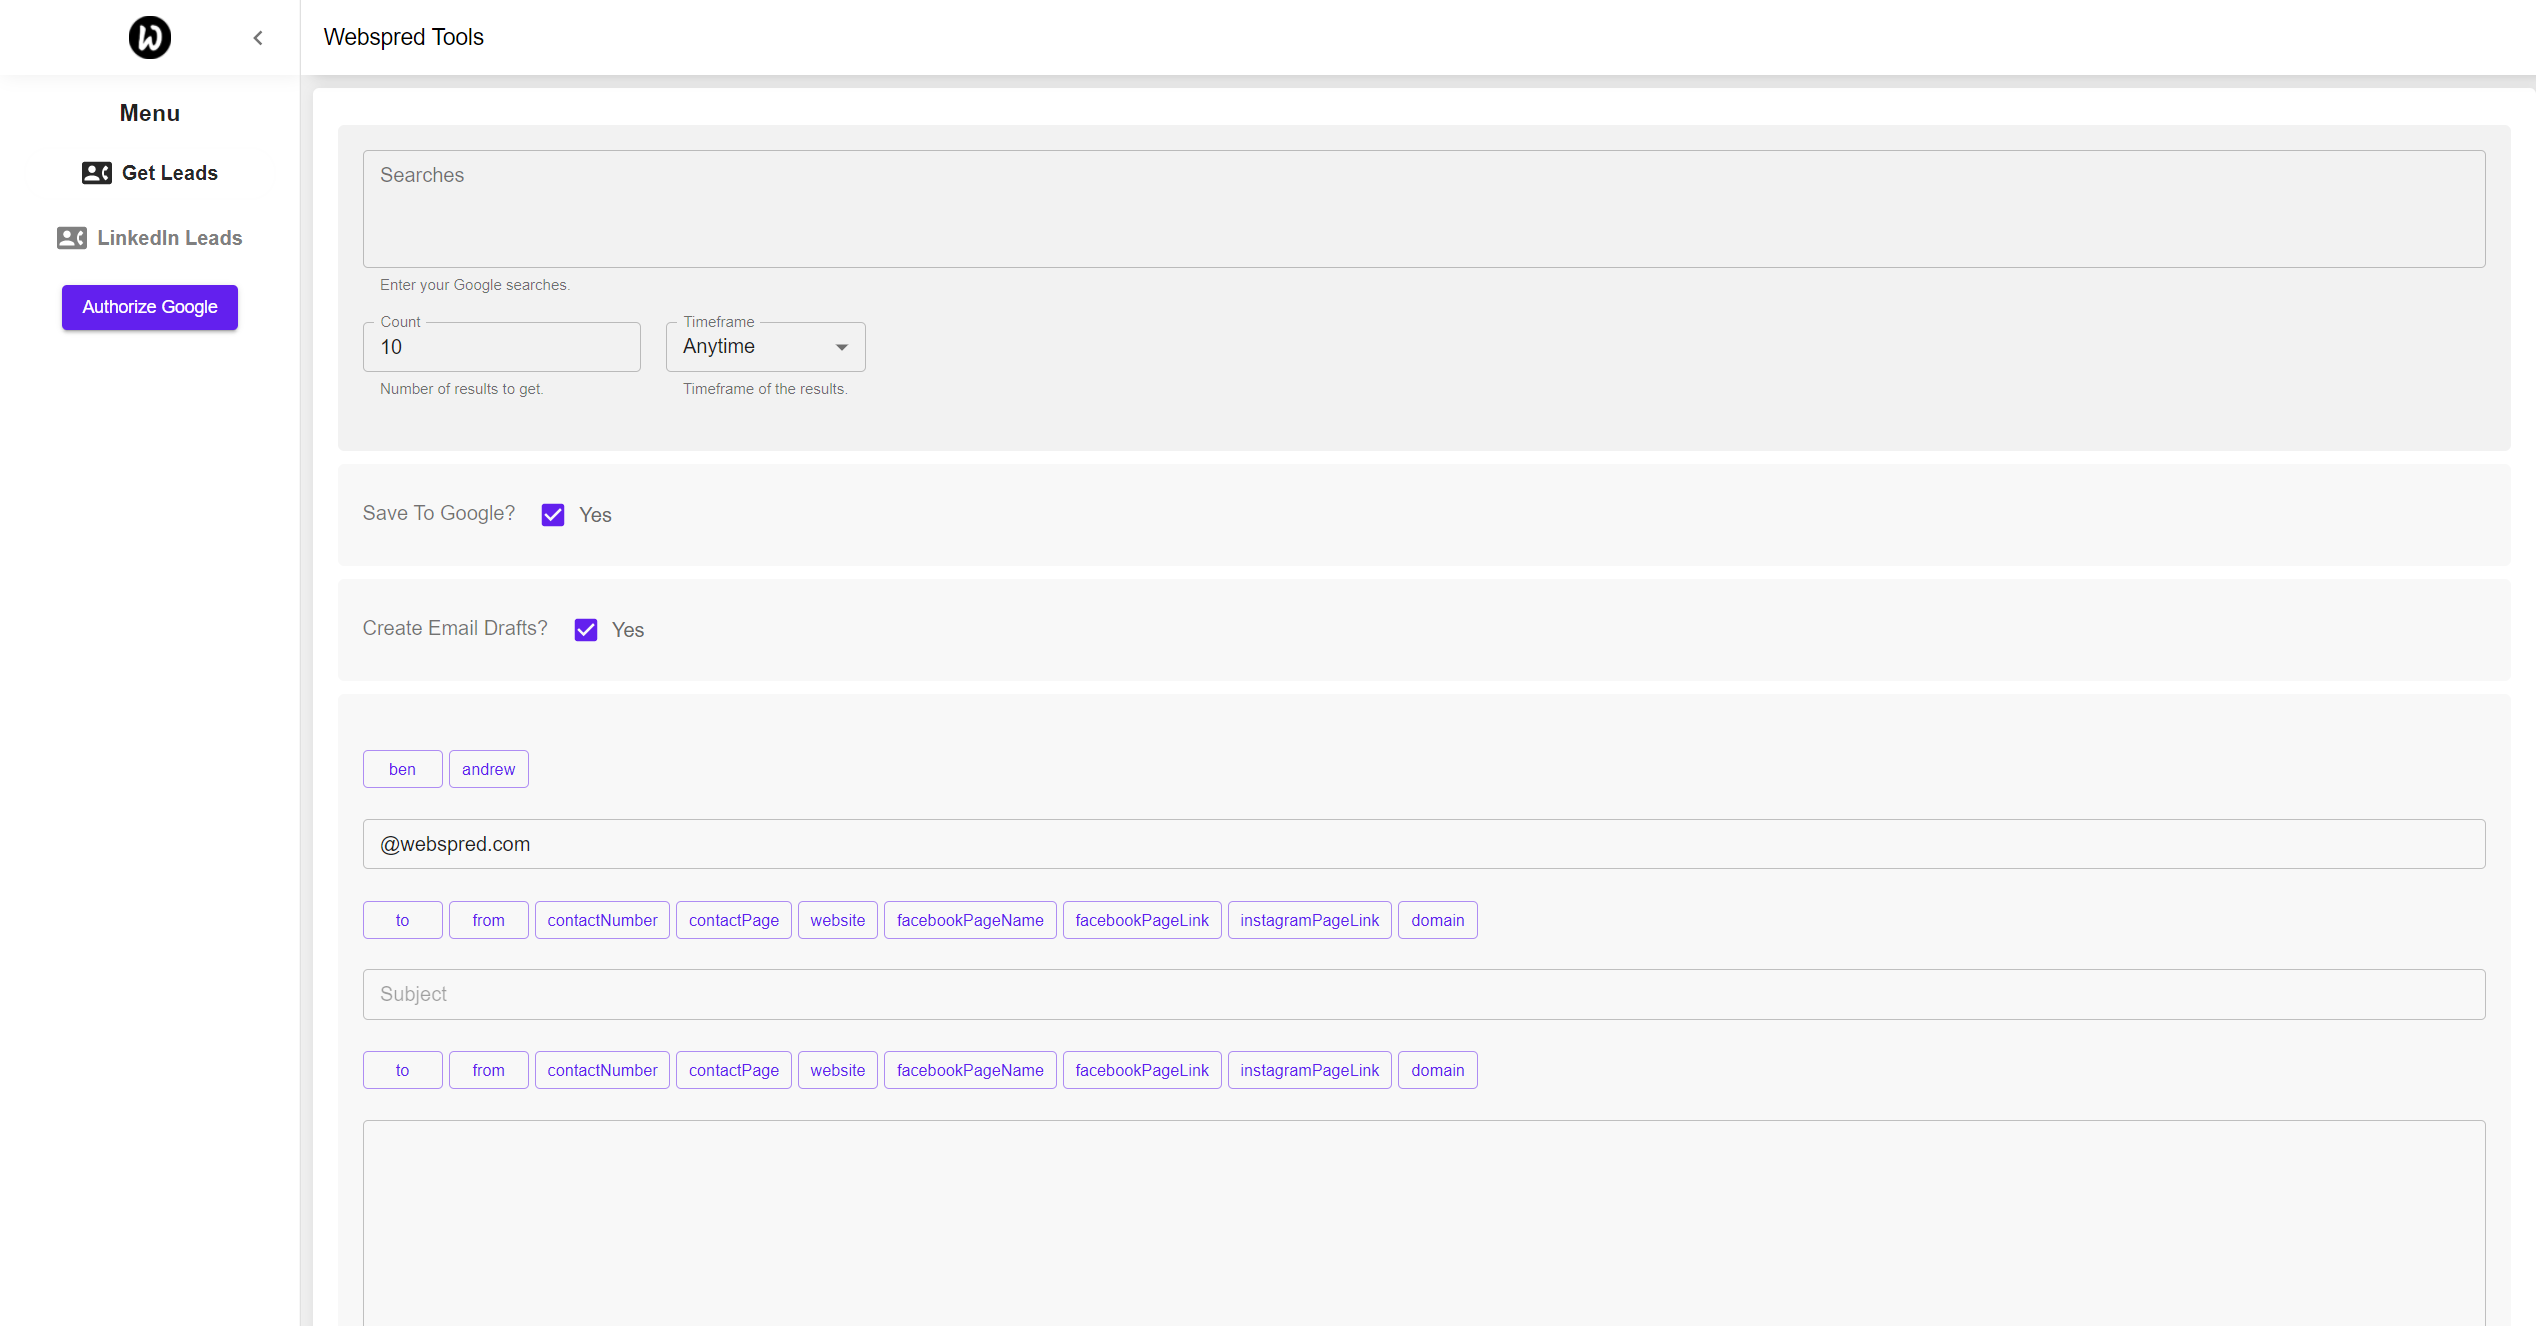 W
Webspred Tools
Menu
Get Leads
LinkedIn Leads
Authorize Google
Searches
Enter your Google searches.
Count
Timeframe
10
Anytime
Number of results to get.
Timeframe of the results.
Save To Google? Yes
Create Email Drafts? Yes
ben andrew
@webspred.com
to from contactNumber contactPage website facebookPageName facebookPageLink instagramPageLink domain
Subject
to from contactNumber contactPage website facebookPageName facebookPageLink instagramPageLink domain